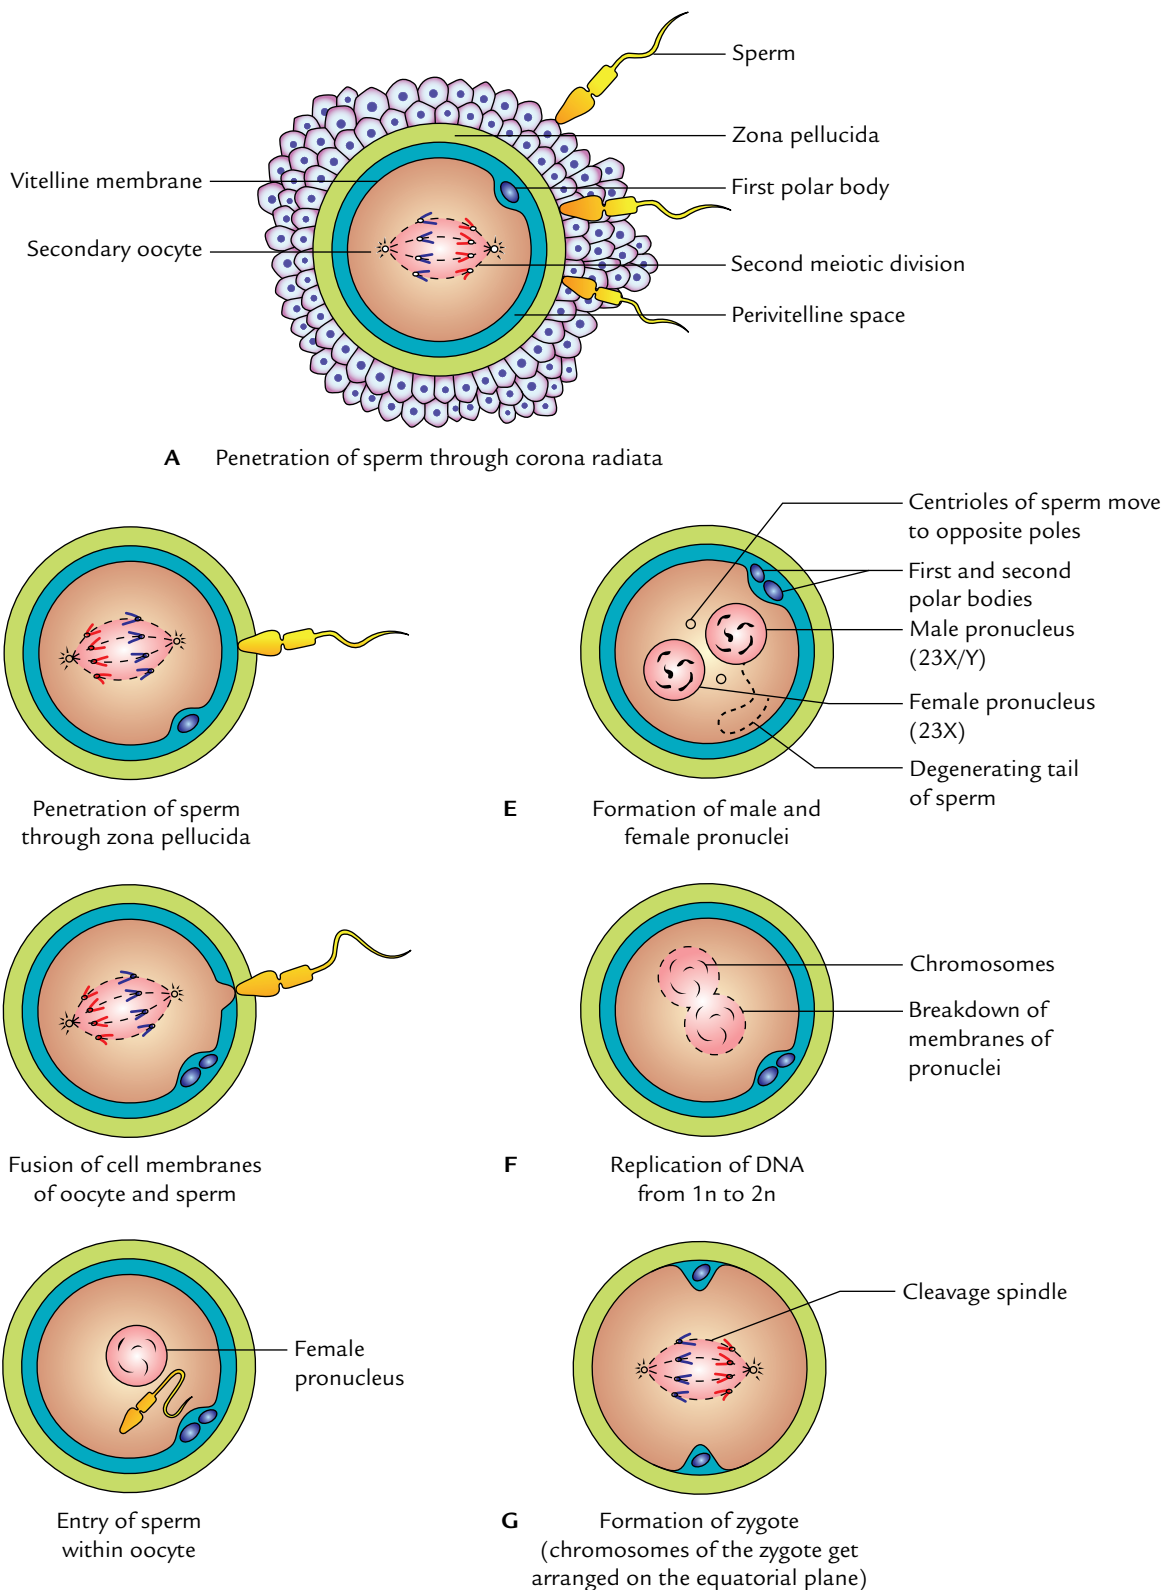 Sperm
Zona pellucida
Vitelline membrane
First polar body
Secondary oocyte
Second meiotic division
Perivitelline space
A Penetration of sperm through corona radiata
Centrioles of sperm move
to opposite poles
First and second
polar bodies
Male pronucleus
(23X/Y)
Female pronucleus
(23X)
Degenerating tail
of sperm
Penetration of sperm
through zona pellucida
E Formation of male and
female pronuclei
Chromosomes
Breakdown of
membranes of
pronuclei
Fusion of cell membranes
of oocyte and sperm
F Replication of DNA
from 1n to 2n
Female
pronucleus
Cleavage spindle
Entry of sperm
within oocyte
G Formation of zygote
(chromosomes of the zygote get
arranged on the equatorial plane)